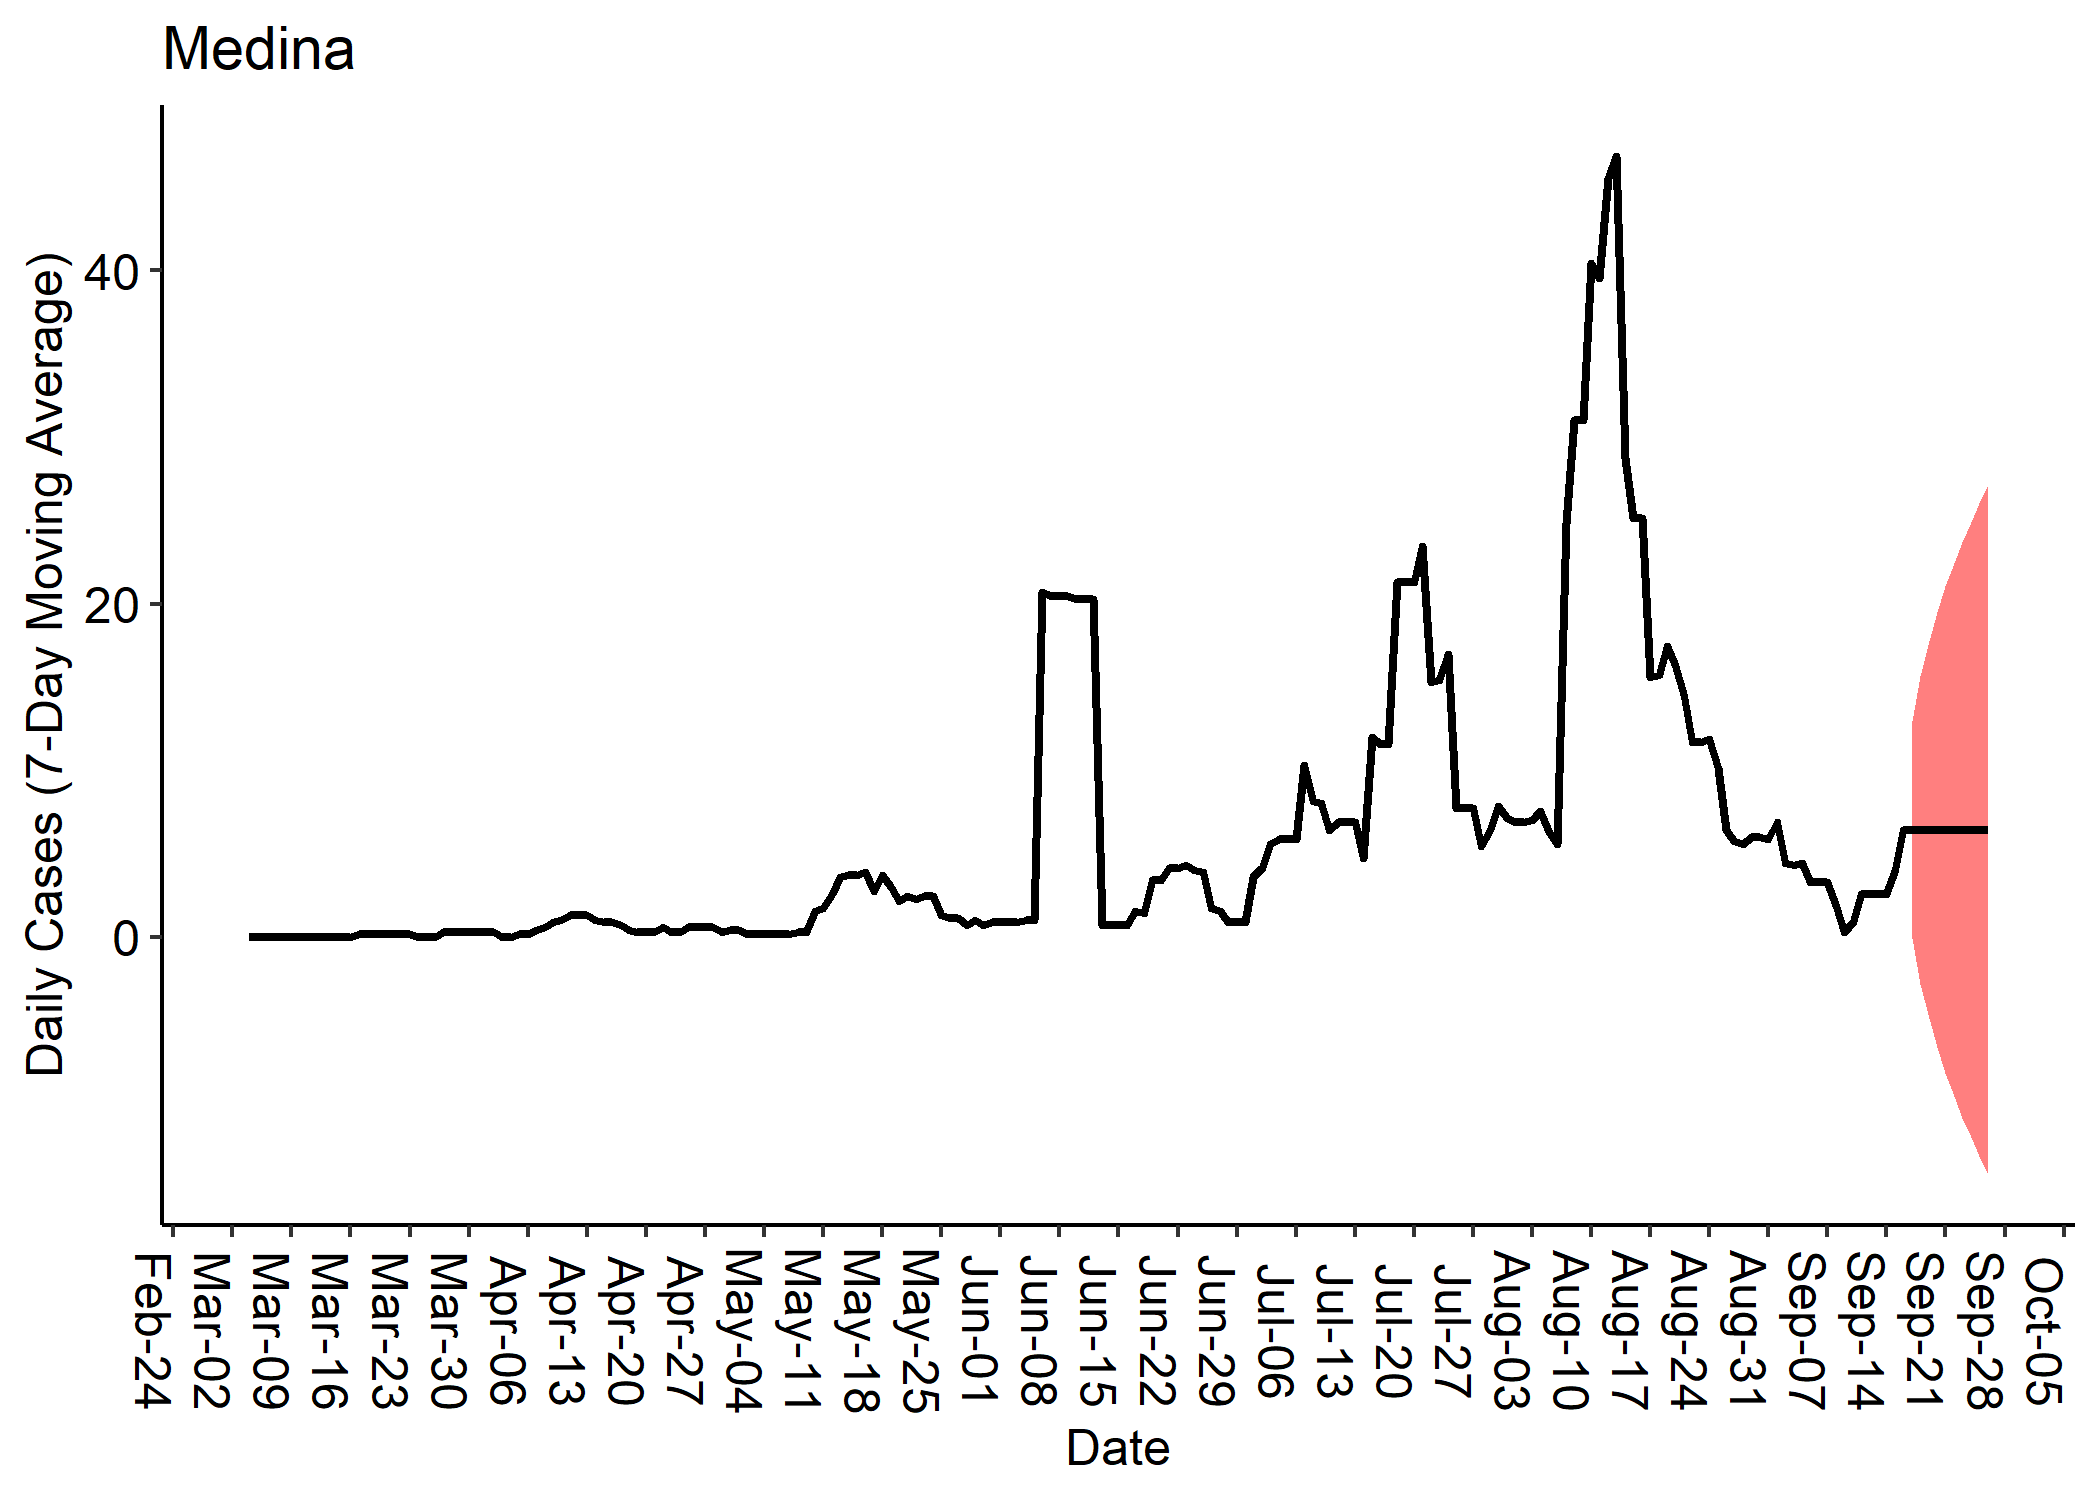 Medina
Daily Cases (7-Day Moving Average)
40
20
0
Feb-24
Mar-02
Mar-09
Mar-16
Mar-23
Mar-30
Apr-06
Apr-13
Apr-20
Apr-27
May-04
May-11
May-18
May-25
Jun-01
Jun-08
Jun-15
Jun-22
Jun-29
Jul-06
Jul-13
Jul-20
Jul-27
Aug-03
Aug-10
Aug-17
Aug-24
Aug-31
Sep-07
Sep-14
Sep-21
Sep-28
Oct-05
Date